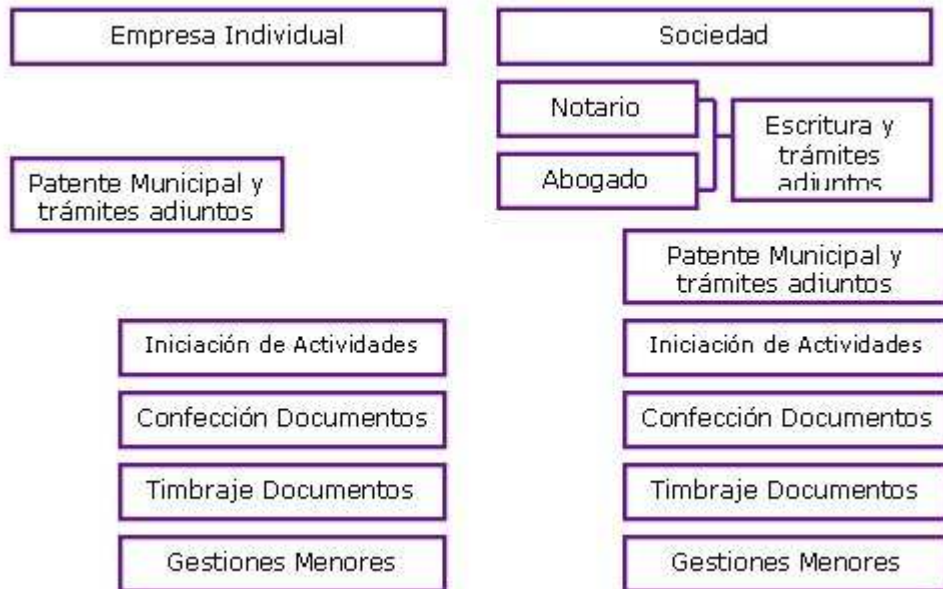 Empresa Individual
Sociedad
Notario
Abogado
Escritura y
trámites
adjuntos
Patente Municipal y
trámites adjuntos
Patente Municipal y
trámites adjuntos
Iniciación de Actividades
Iniciación de Actividades
Confección Documentos
Confección Documentos
Timbraje Documentos
Timbraje Documentos
Gestiones Menores
Gestiones Menores